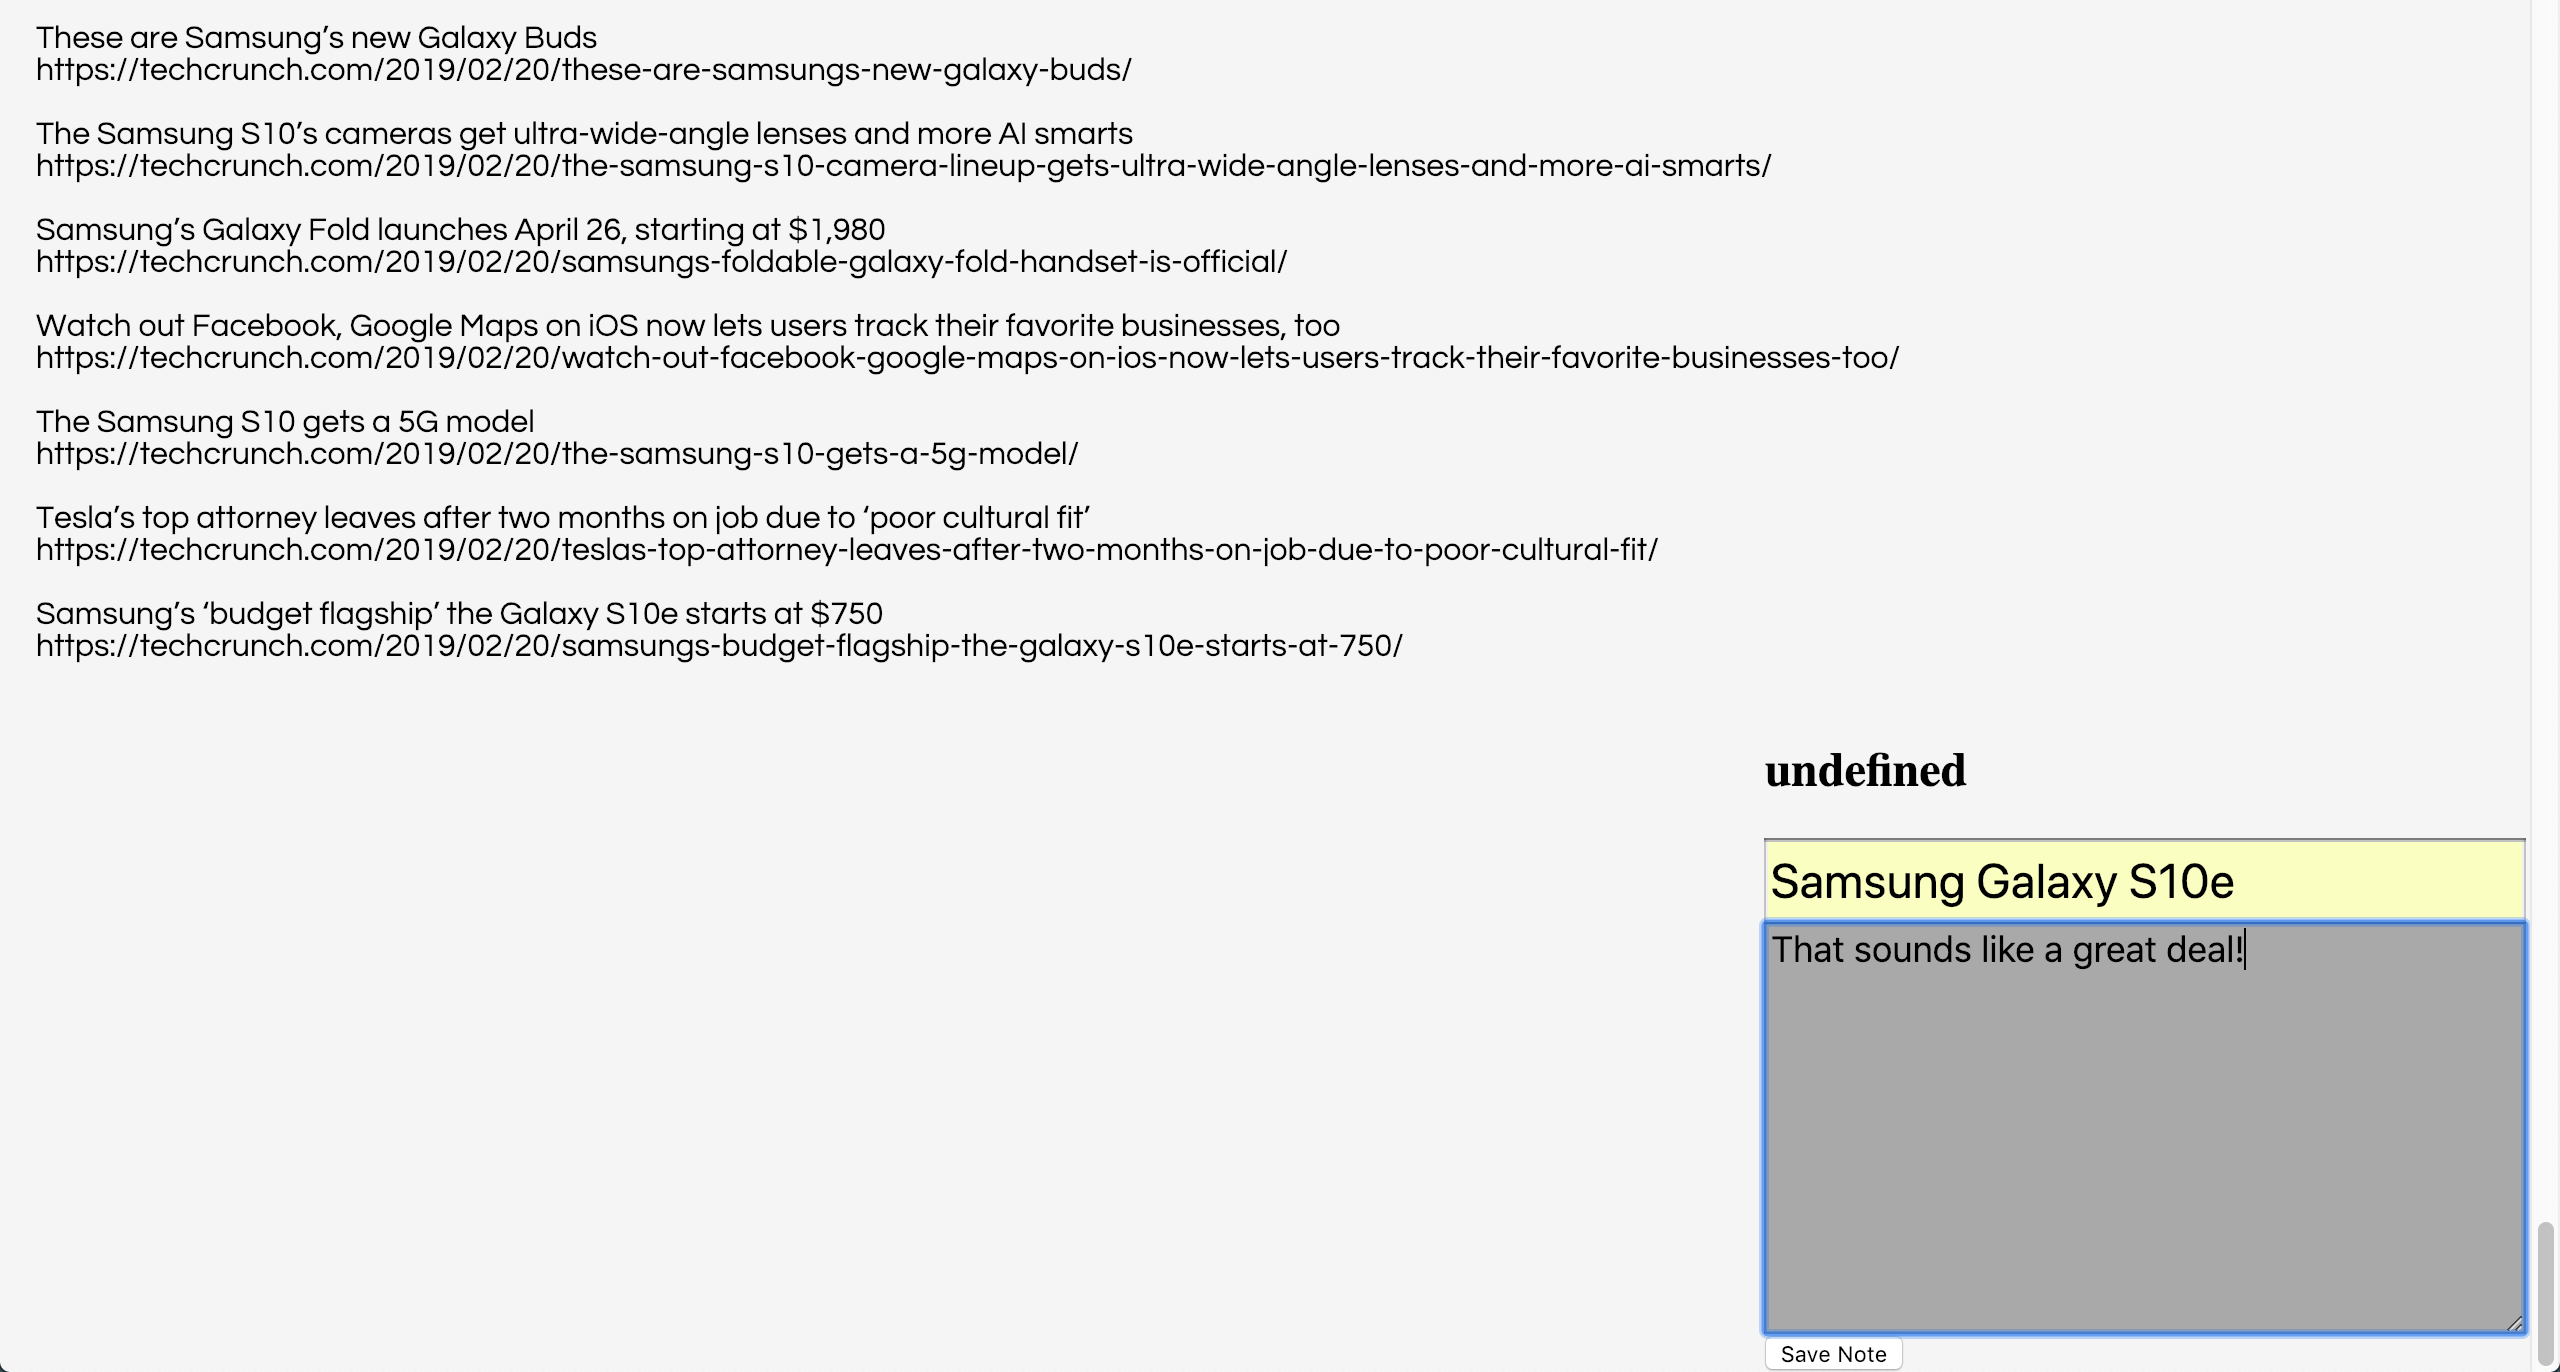 These are Samsung’s new Galaxy Buds
https://techcrunch.com/2019/02/20/these-are-samsungs-new-galaxy-buds/
The Samsung S10’s cameras get ultra-wide-angle lenses and more AI smarts
https://techcrunch.com/2019/02/20/the-samsung-s10-camera-lineup-gets-ultra-wide-angle-lenses-and-more-ai-smarts/
Samsung’s Galaxy Fold launches April 26, starting at $1,980
https://techcrunch.com/2019/02/20/samsungs-foldable-galaxy-fold-handset-is-official/
Watch out Facebook, Google Maps on iOS now lets users track their favorite businesses, too
https://techcrunch.com/2019/02/20/watch-out-facebook-google-maps-on-ios-now-lets-users-track-their-favorite-businesses-too/
The Samsung S10 gets a 5G model
https://techcrunch.com/2019/02/20/the-samsung-s10-gets-a-5g-model/
Tesla’s top attorney leaves after two months on job due to ‘poor cultural fit’
https://techcrunch.com/2019/02/20/teslas-top-attorney-leaves-after-two-months-on-job-due-to-poor-cultural-fit/
Samsung’s ‘budget flagship’ the Galaxy S10e starts at $750
https://techcrunch.com/2019/02/20/samsungs-budget-flagship-the-galaxy-s10e-starts-at-750/
undefined
Samsung Galaxy S10e
That sounds like a great deal!
Save Note